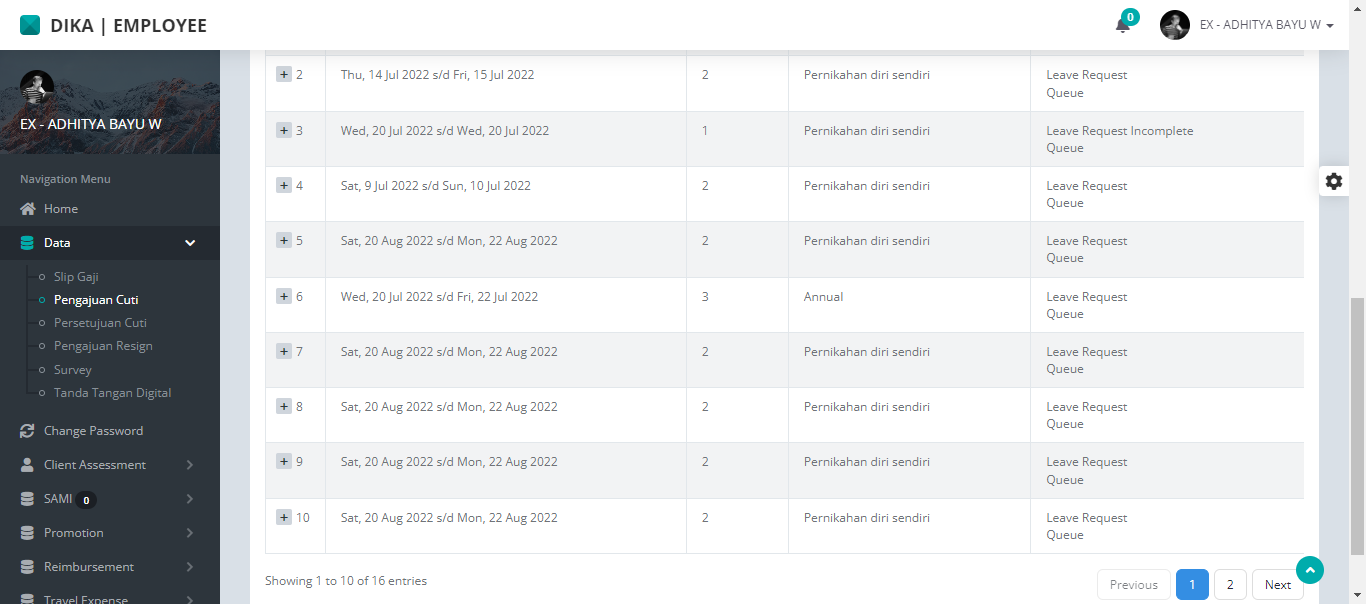 DIKA | EMPLOYEE
0
EX - ADHITYA BAYU W
EX - ADHITYA BAYU W
Navigation Menu
Home
Data
Slip Gaji
Pengajuan Cuti
Persetujuan Cuti
Pengajuan Resign
Survey
Tanda Tangan Digital
Change Password
Client Assessment
SAMI 0
Promotion
Reimbursement
Travel Expense
+ 2 Thu, 14 Jul 2022 s/d Fri, 15 Jul 2022 2 Pernikahan diri sendiri Leave Request
Queue
+ 3 Wed, 20 Jul 2022 s/d Wed, 20 Jul 2022 1 Pernikahan diri sendiri Leave Request Incomplete
Queue
+ 4 Sat, 9 Jul 2022 s/d Sun, 10 Jul 2022 2 Pernikahan diri sendiri Leave Request
Queue
+ 5 Sat, 20 Aug 2022 s/d Mon, 22 Aug 2022 2 Pernikahan diri sendiri Leave Request
Queue
+ 6 Wed, 20 Jul 2022 s/d Fri, 22 Jul 2022 3 Annual Leave Request
Queue
+ 7 Sat, 20 Aug 2022 s/d Mon, 22 Aug 2022 2 Pernikahan diri sendiri Leave Request
Queue
+ 8 Sat, 20 Aug 2022 s/d Mon, 22 Aug 2022 2 Pernikahan diri sendiri Leave Request
Queue
+ 9 Sat, 20 Aug 2022 s/d Mon, 22 Aug 2022 2 Pernikahan diri sendiri Leave Request
Queue
+ 10 Sat, 20 Aug 2022 s/d Mon, 22 Aug 2022 2 Pernikahan diri sendiri Leave Request
Queue
Showing 1 to 10 of 16 entries
Previous 1 2 Next